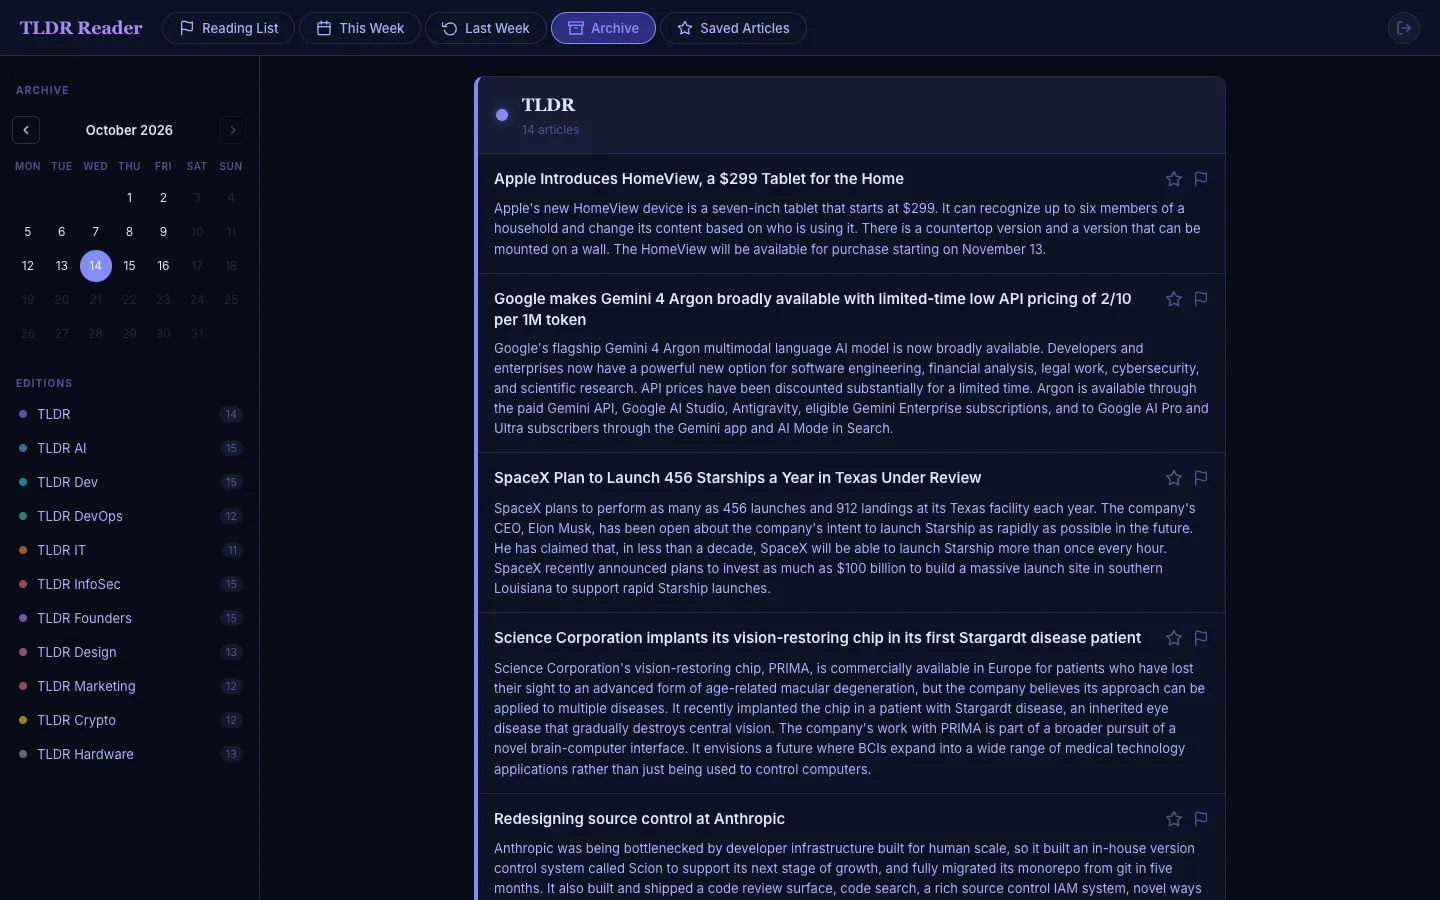 TLDR Reader
Reading List
This Week
Last Week
Archive
Saved Articles
ARCHIVE
October 2026
MON TUE WED THU FRI SAT SUN
1 2 3 4
5 6 7 8 9 10 11
12 13 14 15 16 17 18
19 20 21 22 23 24 25
26 27 28 29 30 31
EDITIONS
TLDR 14
TLDR AI 15
TLDR Dev 15
TLDR DevOps 12
TLDR IT 11
TLDR InfoSec 15
TLDR Founders 15
TLDR Design 13
TLDR Marketing 12
TLDR Crypto 12
TLDR Hardware 13
TLDR
14 articles
Apple Introduces HomeView, a $299 Tablet for the Home
Apple's new HomeView device is a seven-inch tablet that starts at $299. It can recognize up to six members of a
household and change its content based on who is using it. There is a countertop version and a version that can be
mounted on a wall. The HomeView will be available for purchase starting on November 13.
Google makes Gemini 4 Argon broadly available with limited-time low API pricing of 2/10
per 1M token
Google's flagship Gemini 4 Argon multimodal language AI model is now broadly available. Developers and
enterprises now have a powerful new option for software engineering, financial analysis, legal work, cybersecurity,
and scientific research. API prices have been discounted substantially for a limited time. Argon is available through
the paid Gemini API, Google AI Studio, Antigravity, eligible Gemini Enterprise subscriptions, and to Google AI Pro and
Ultra subscribers through the Gemini app and AI Mode in Search.
SpaceX Plan to Launch 456 Starships a Year in Texas Under Review
SpaceX plans to perform as many as 456 launches and 912 landings at its Texas facility each year. The company's
CEO, Elon Musk, has been open about the company's intent to launch Starship as rapidly as possible in the future.
He has claimed that, in less than a decade, SpaceX will be able to launch Starship more than once every hour.
SpaceX recently announced plans to invest as much as $100 billion to build a massive launch site in southern
Louisiana to support rapid Starship launches.
Science Corporation implants its vision-restoring chip in its first Stargardt disease patient
Science Corporation's vision-restoring chip, PRIMA, is commercially available in Europe for patients who have lost
their sight to an advanced form of age-related macular degeneration, but the company believes its approach can be
applied to multiple diseases. It recently implanted the chip in a patient with Stargardt disease, an inherited eye
disease that gradually destroys central vision. The company's work with PRIMA is part of a broader pursuit of a
novel brain-computer interface. It envisions a future where BCIs expand into a wide range of medical technology
applications rather than just being used to control computers.
Redesigning source control at Anthropic
Anthropic was being bottlenecked by developer infrastructure built for human scale, so it built an in-house version
control system called Scion to support its next stage of growth, and fully migrated its monorepo from git in five
months. It also built and shipped a code review surface, code search, a rich source control IAM system, novel ways